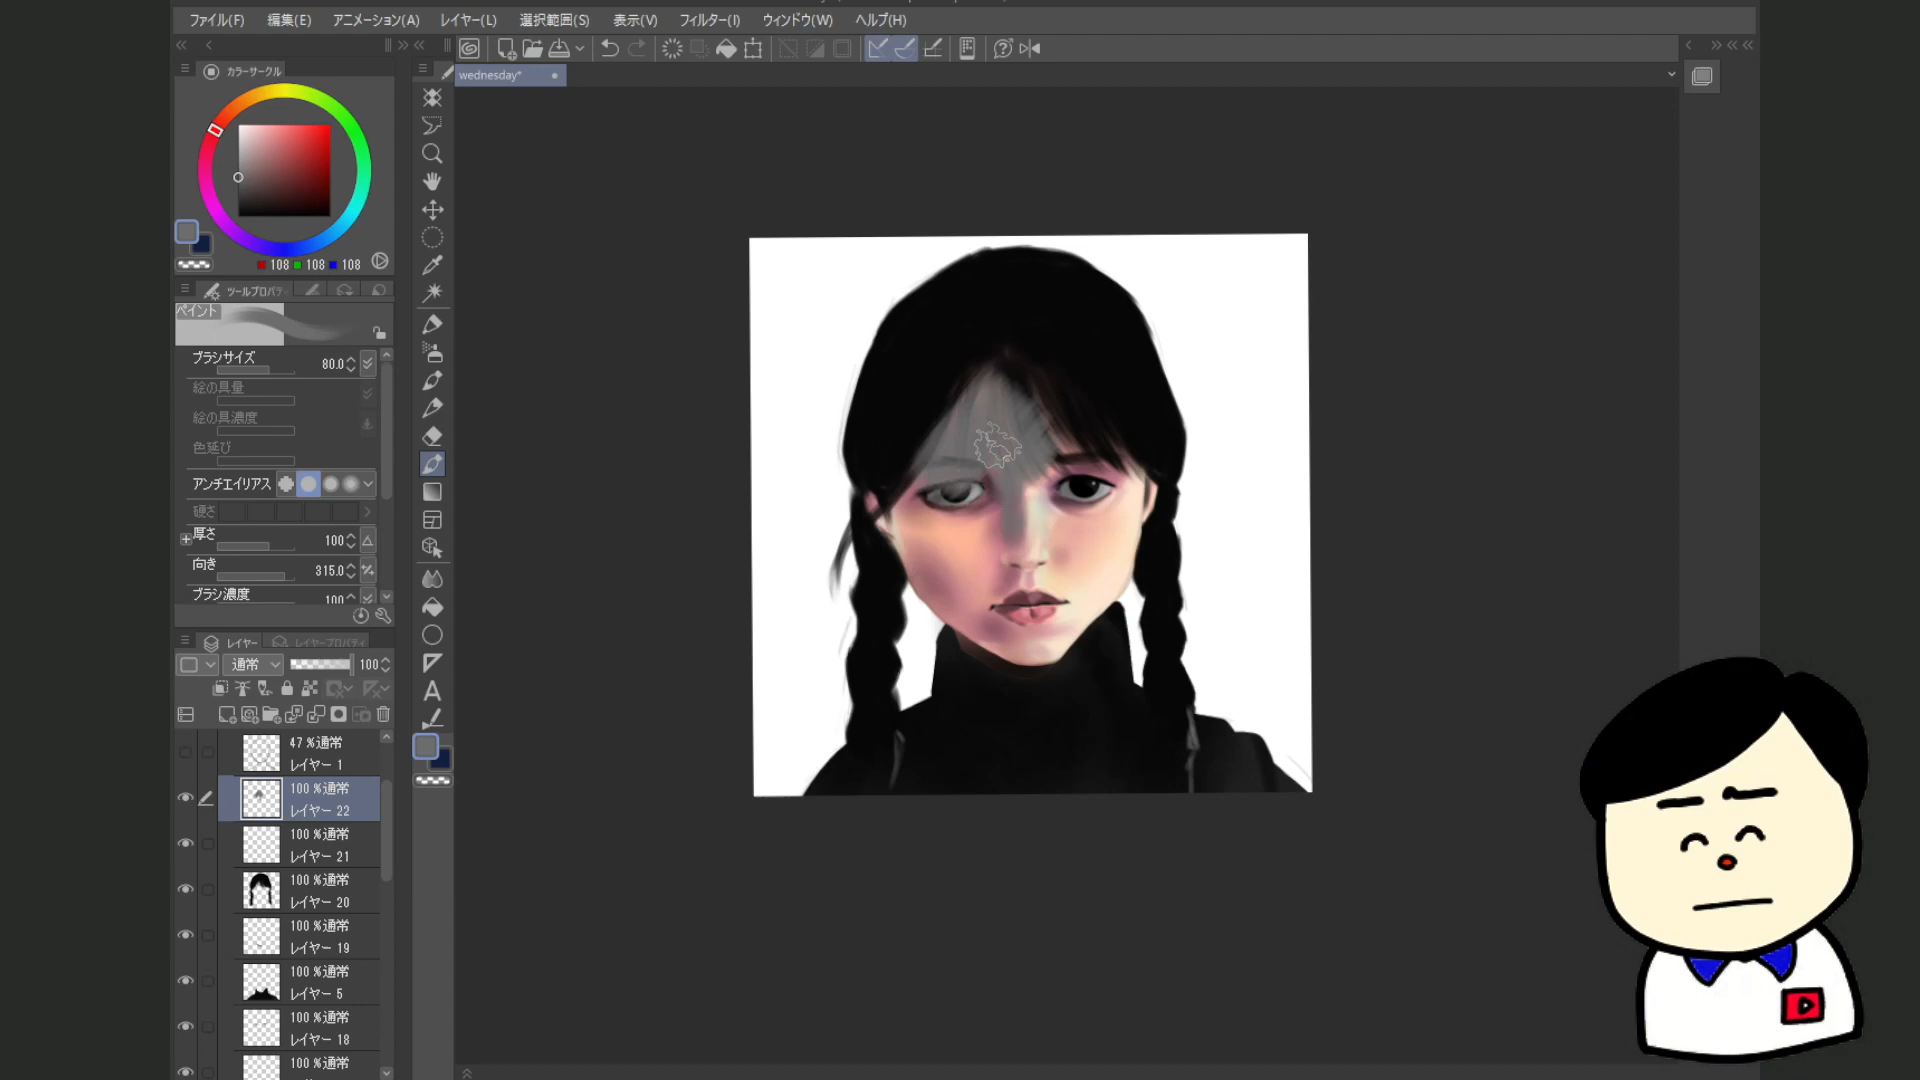 ファイル(F) 編集(E) アニメーション(A) レイヤー(L) 選択範囲(S) 表示(V) フィルター(I) ウィンドウ(W) ヘルプ(H)
カラーサークル
wednesday*
108 108 108
ツールプロパティ
ペイント
ブラシサイズ 80.0
絵の具量
絵の具濃度
色延び
アンチエイリアス
硬さ
厚さ 100
向き 315.0
ブラシ濃度 100
レイヤー レイヤープロパティ
通常 100
47 %通常
レイヤー 1
100 %通常
レイヤー 22
100 %通常
レイヤー 21
100 %通常
レイヤー 20
100 %通常
レイヤー 19
100 %通常
レイヤー 5
100 %通常
レイヤー 18
100 %通常